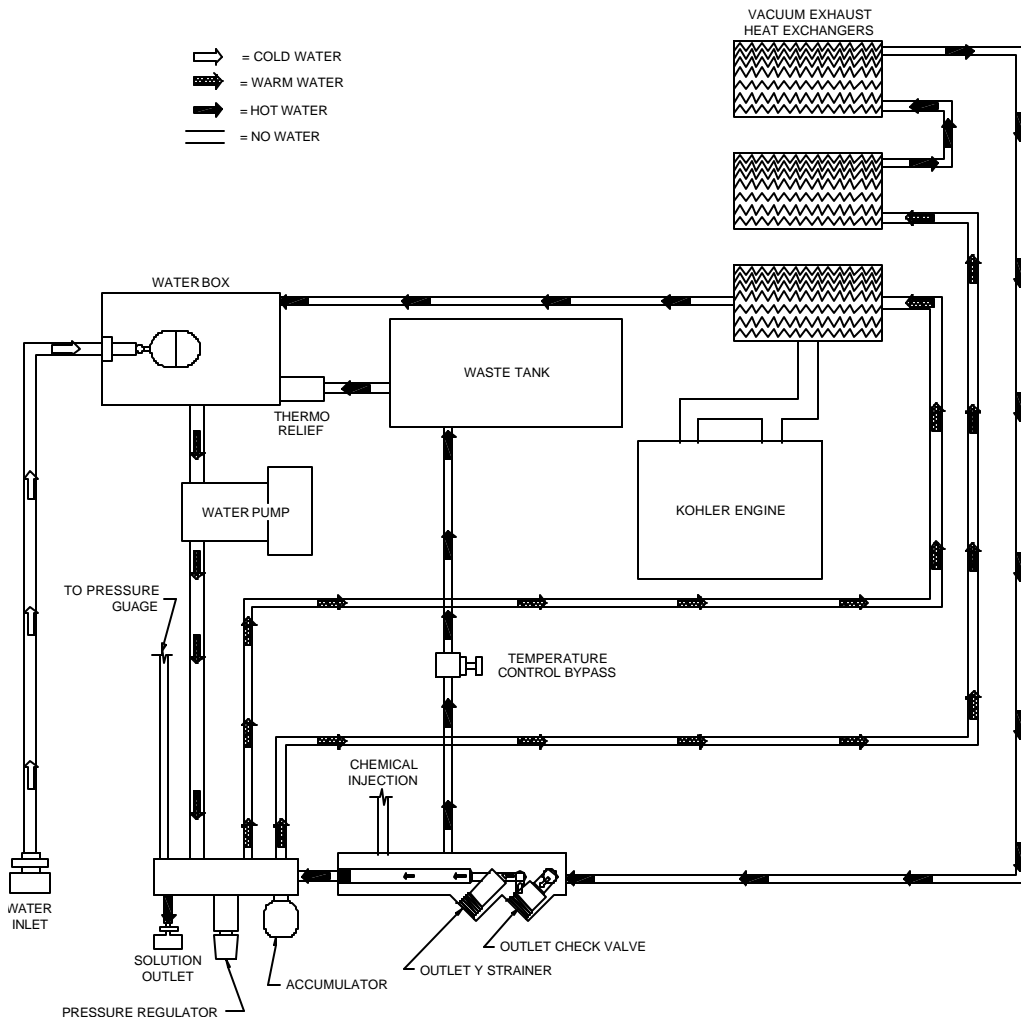 VACUUM EXHAUST
HEAT EXCHANGERS
= COLD WATER
= WARM WATER
= HOT WATER
= NO WATER
WATER BOX
WASTE TANK
THERMO
RELIEF
WATER PUMP
KOHLER ENGINE
TO PRESSURE
GUAGE
TEMPERATURE
CONTROL BYPASS
CHEMICAL
INJECTION
WATER
INLET
SOLUTION
OUTLET
OUTLET CHECK VALVE
OUTLET Y STRAINER
ACCUMULATOR
PRESSURE REGULATOR